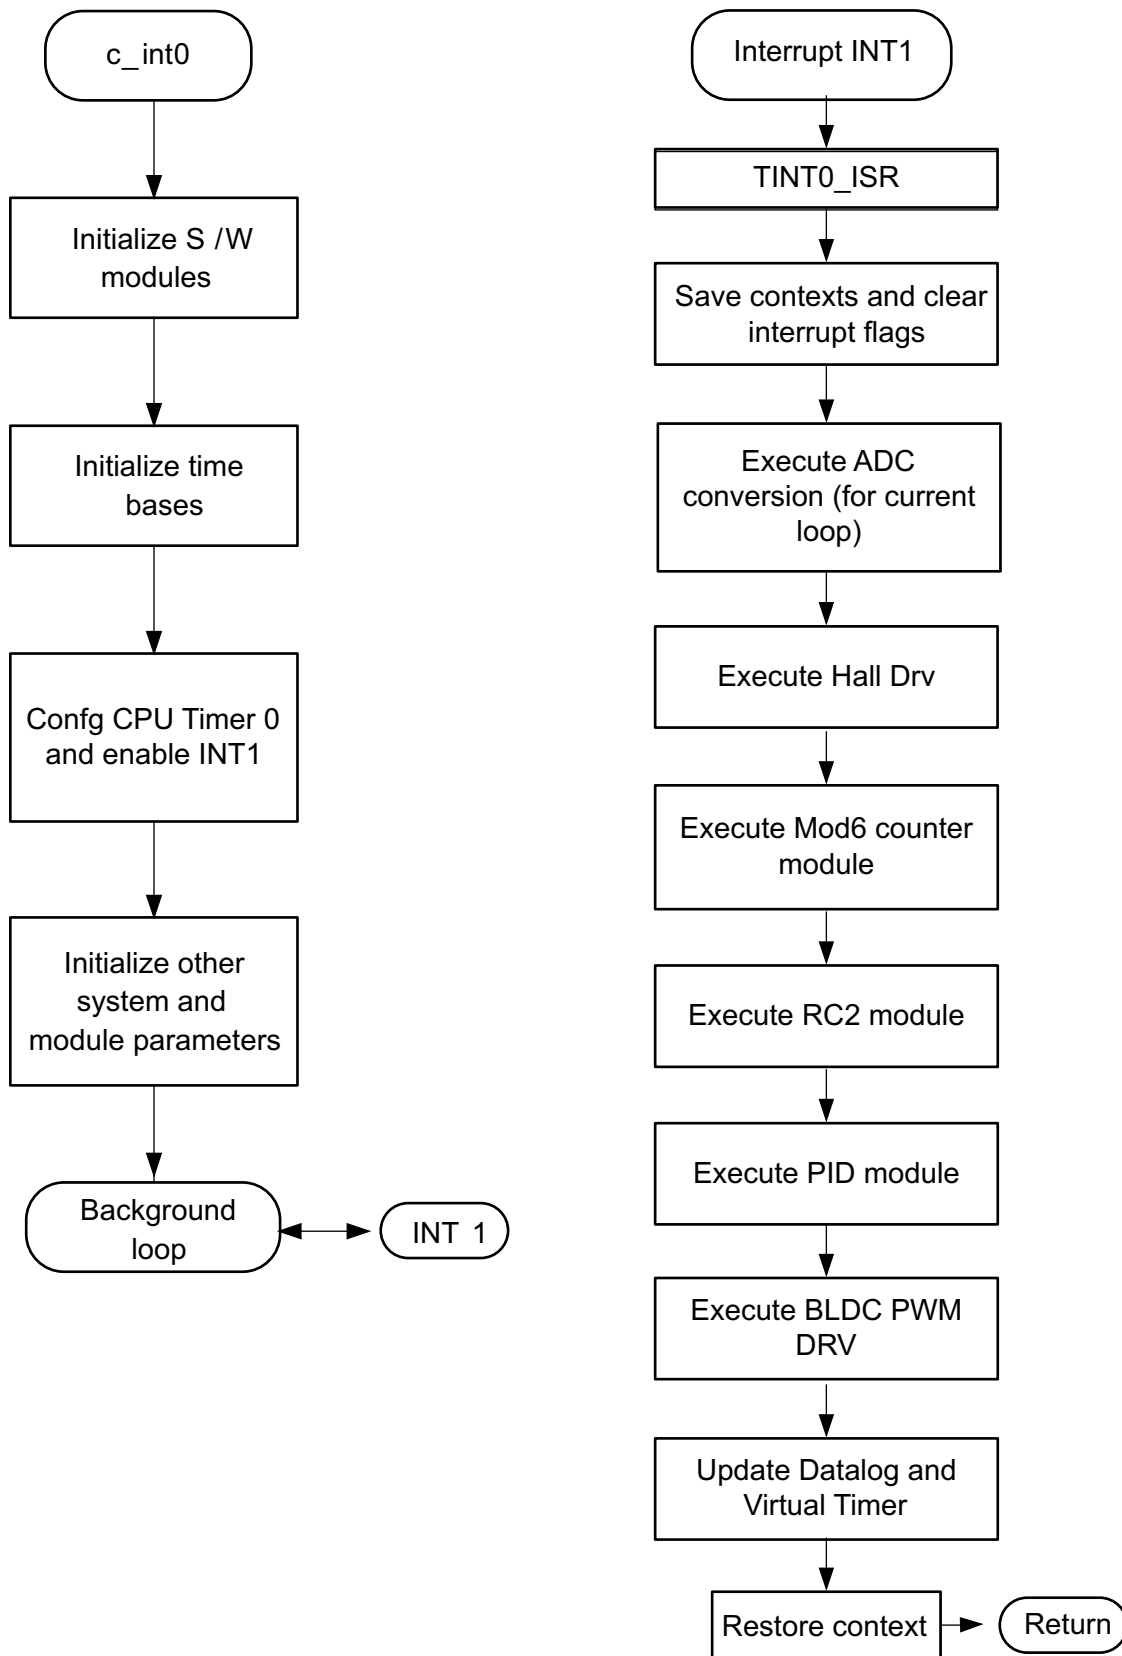 c_int0
Initialize S /W
modules
Initialize time
bases
Confg CPU Timer 0
and enable INT1
Initialize other
system and
module parameters
Background
loop
INT 1
Interrupt INT1
TINT0_ISR
Save contexts and clear
interrupt flags
Execute ADC
conversion (for current
loop)
Execute Hall Drv
Execute Mod6 counter
module
Execute RC2 module
Execute PID module
Execute BLDC PWM
DRV
Update Datalog and
Virtual Timer
Restore context
Return